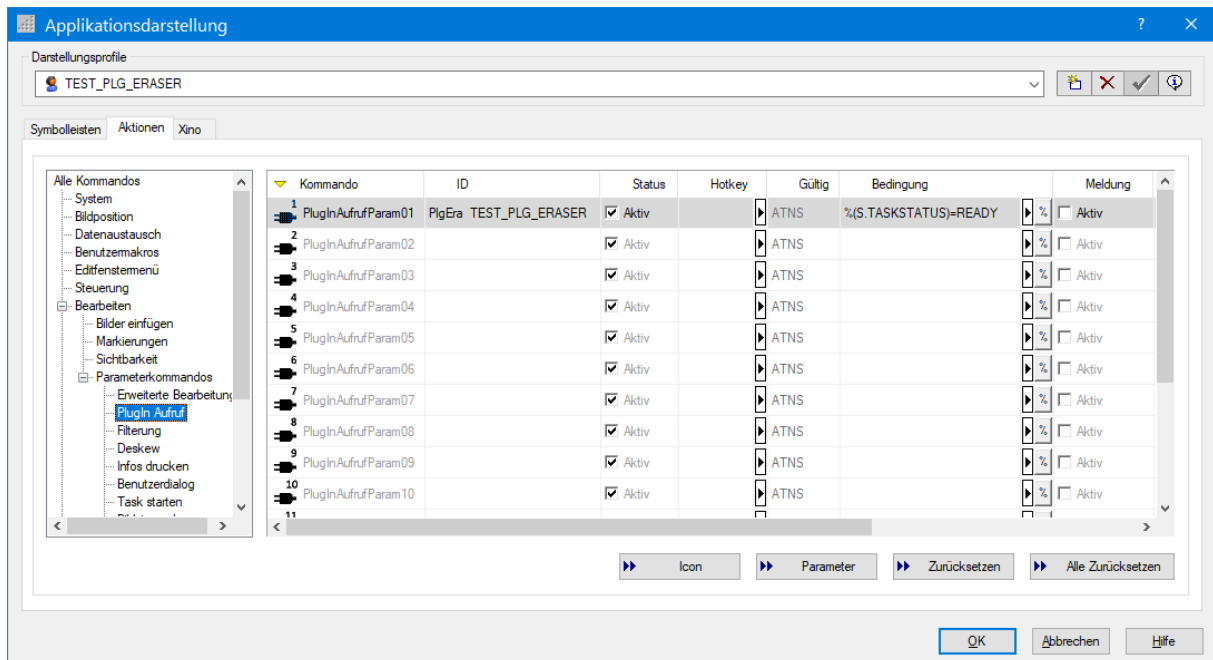 Applikationsdarstellung
Darstellungsprofile
TEST_PLG_ERASER
Symbolleisten Aktionen Xino
Alle Kommandos
System
Bildposition
Datenaustausch
Benutzermakros
Editfenstermenü
Steuerung
Bearbeiten
Bilder einfügen
Markierungen
Sichtbarkeit
Parameterkommandos
Erweiterte Bearbeitung
PlugIn Aufruf
Filterung
Deskew
Infos drucken
Benutzerdialog
Task starten
Kommando ID Status Hotkey Gültig Bedingung Meldung
1 PlugInAufrufParam01 PlgEra TEST_PLG_ERASER Aktiv ATNS %(S.TASKSTATUS)=READY % Aktiv
2 PlugInAufrufParam02 Aktiv ATNS % Aktiv
3 PlugInAufrufParam03 Aktiv ATNS % Aktiv
4 PlugInAufrufParam04 Aktiv ATNS % Aktiv
5 PlugInAufrufParam05 Aktiv ATNS % Aktiv
6 PlugInAufrufParam06 Aktiv ATNS % Aktiv
7 PlugInAufrufParam07 Aktiv ATNS % Aktiv
8 PlugInAufrufParam08 Aktiv ATNS % Aktiv
9 PlugInAufrufParam09 Aktiv ATNS % Aktiv
10 PlugInAufrufParam10 Aktiv ATNS % Aktiv
11
Icon Parameter Zurücksetzen Alle Zurücksetzen
OK Abbrechen Hilfe